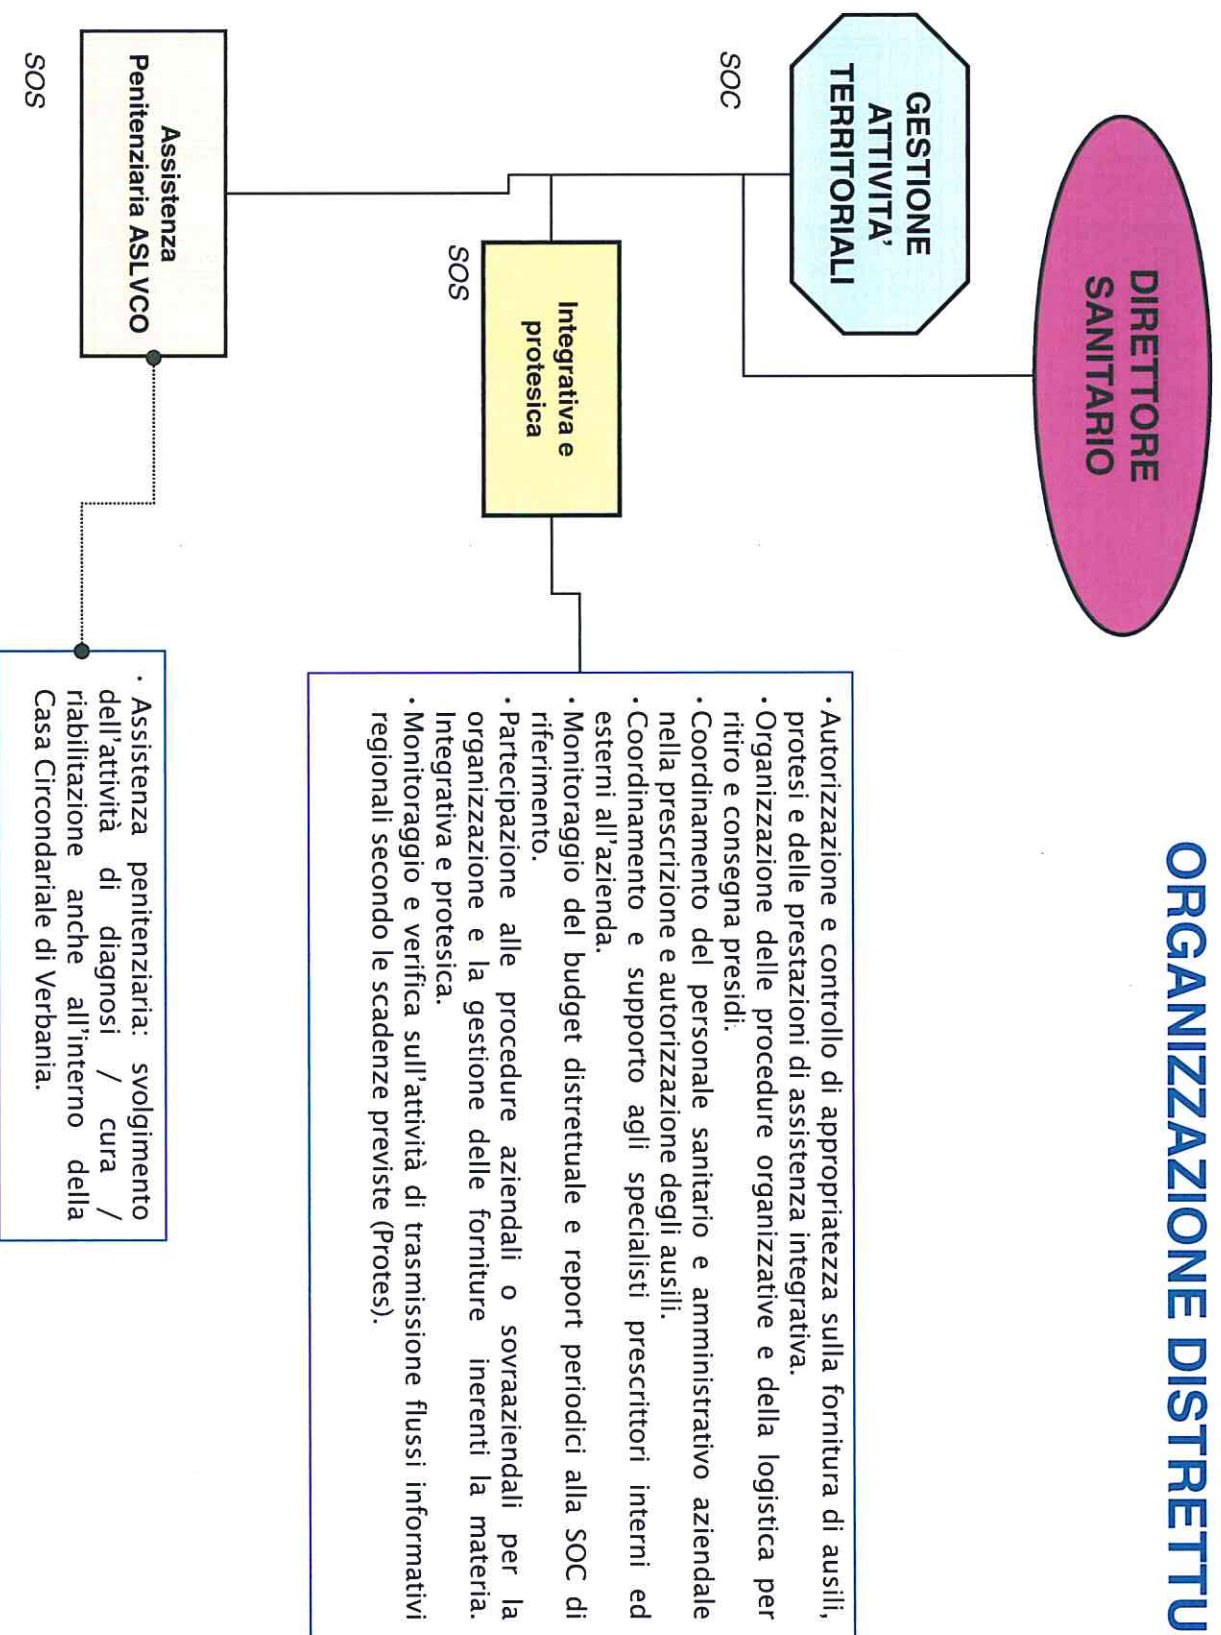 ORGANIZZAZIONE DISTRETTU
DIRETTORE
SANITARIO
GESTIONE
ATTIVITA'
TERRITORIALI
SOC
Integrativa e
protesica
SOS
• Autorizzazione e controllo di appropriatezza sulla fornitura di ausili,
protesi e delle prestazioni di assistenza integrativa.
• Organizzazione delle procedure organizzative e della logistica per
ritiro e consegna presidi.
• Coordinamento del personale sanitario e amministrativo aziendale
nella prescrizione e autorizzazione degli ausili.
• Coordinamento e supporto agli specialisti prescrittori interni ed
esterni all'azienda.
• Monitoraggio del budget distrettuale e report periodici alla SOC di
riferimento.
• Partecipazione alle procedure aziendali o sovraaziendali per la
organizzazione e la gestione delle forniture inerenti la materia.
Integrativa e protesica.
• Monitoraggio e verifica sull'attività di trasmissione flussi informativi
regionali secondo le scadenze previste (Protes).
Assistenza
Penitenziaria ASLVCO
SOS
• Assistenza penitenziaria: svolgimento
dell'attività di diagnosi / cura /
riabilitazione anche all'interno della
Casa Circondariale di Verbania.